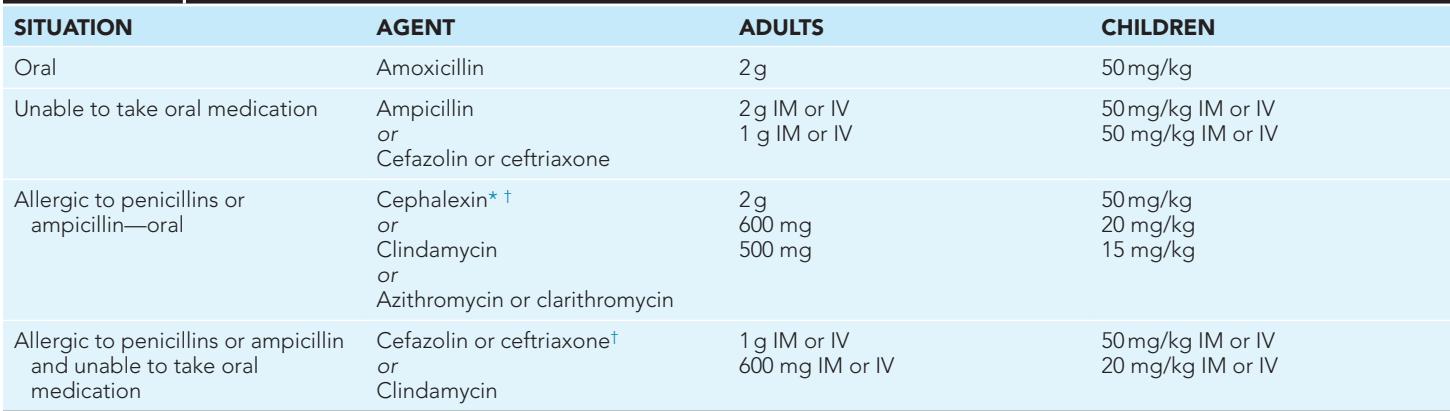 SITUATION AGENT ADULTS CHILDREN
Oral Amoxicillin 2 g 50 mg/kg
Unable to take oral medication Ampicillin 2 g IM or IV 50 mg/kg IM or IV
or 1 g IM or IV 50 mg/kg IM or IV
Cefazolin or ceftriaxone
Allergic to penicillins or Cephalexin* † 2 g 50 mg/kg
ampicillin—oral or 600 mg 20 mg/kg
Clindamycin 500 mg 15 mg/kg
or
Azithromycin or clarithromycin
Allergic to penicillins or ampicillin Cefazolin or ceftriaxone† 1 g IM or IV 50 mg/kg IM or IV
and unable to take oral or 600 mg IM or IV 20 mg/kg IM or IV
medication Clindamycin